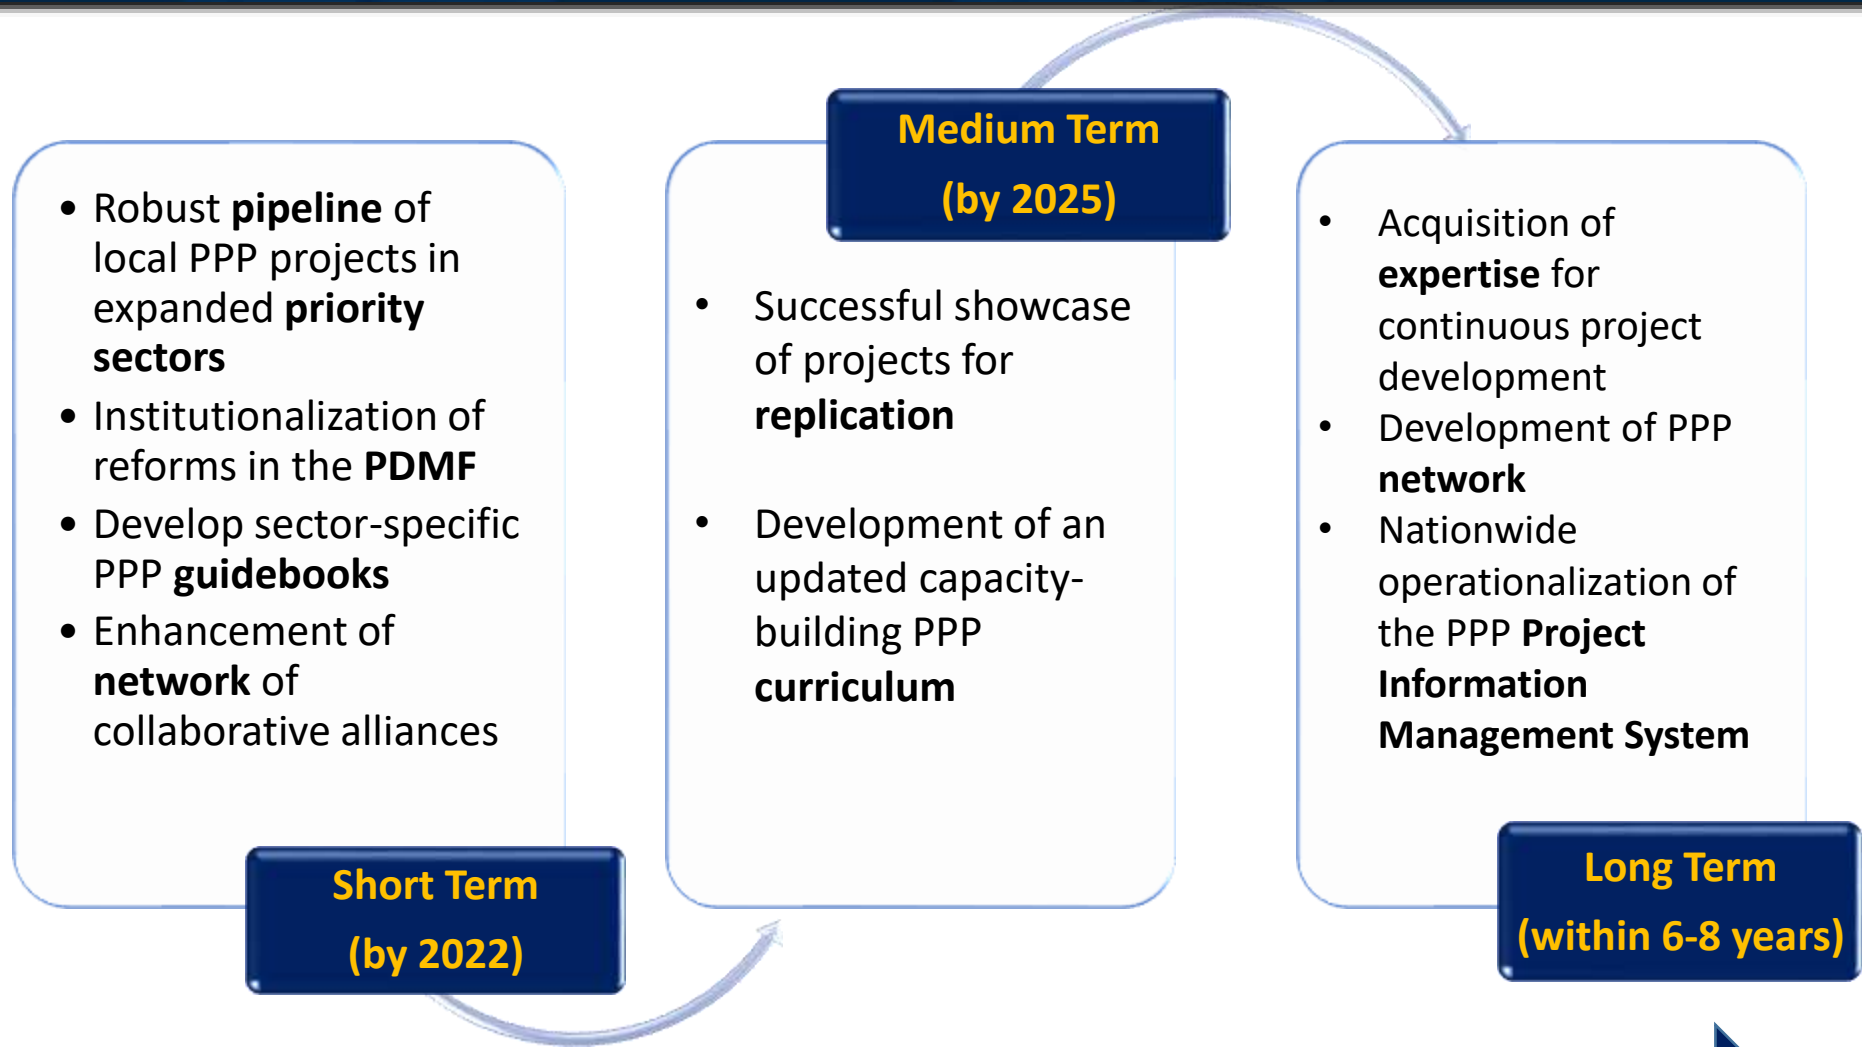 • Robust pipeline of
local PPP projects in
expanded priority
sectors
• Institutionalization of
reforms in the PDMF
• Develop sector-specific
PPP guidebooks
• Enhancement of
network of
collaborative alliances
Short Term
(by 2022)
Medium Term
(by 2025)
• Successful showcase
of projects for
replication
• Development of an
updated capacity-
building PPP
curriculum
• Acquisition of
expertise for
continuous project
development
• Development of PPP
network
• Nationwide
operationalization of
the PPP Project
Information
Management System
Long Term
(within 6-8 years)